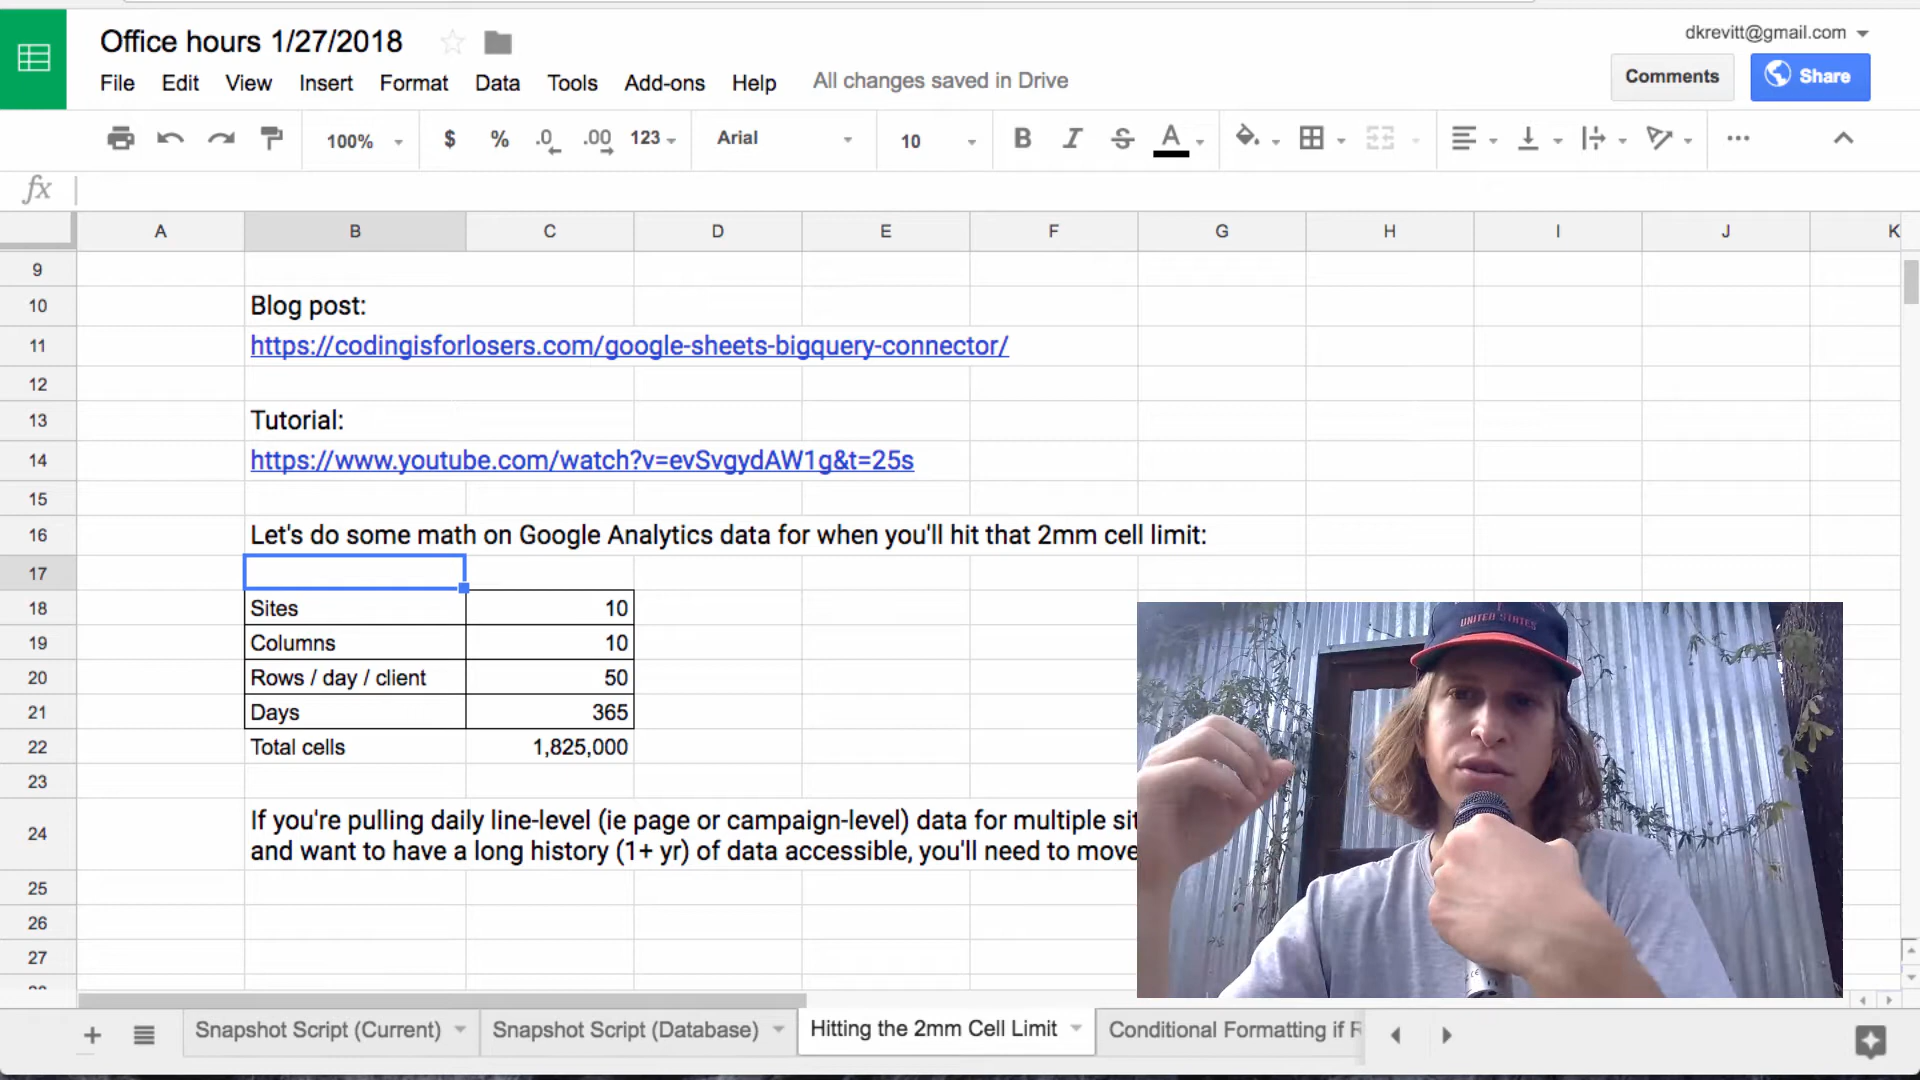 Office hours 1/27/2018
dkrevitt@gmail.com
File Edit View Insert Format Data Tools Add-ons Help All changes saved in Drive
Comments
Share
100% $ % .0 .00 123 Arial 10 B I S A
fx
A B C D E F G H I J K
9
10 Blog post:
11 https://codingisforlosers.com/google-sheets-bigquery-connector/
12
13 Tutorial:
14 https://www.youtube.com/watch?v=evSvgydAW1g&t=25s
15
16 Let's do some math on Google Analytics data for when you'll hit that 2mm cell limit:
17
18 Sites 10
19 Columns 10
20 Rows / day / client 50
21 Days 365
22 Total cells 1,825,000
23
24 If you're pulling daily line-level (ie page or campaign-level) data for multiple sit
and want to have a long history (1+ yr) of data accessible, you'll need to move
25
26
27
UNITED STATES
Snapshot Script (Current) Snapshot Script (Database) Hitting the 2mm Cell Limit Conditional Formatting if R